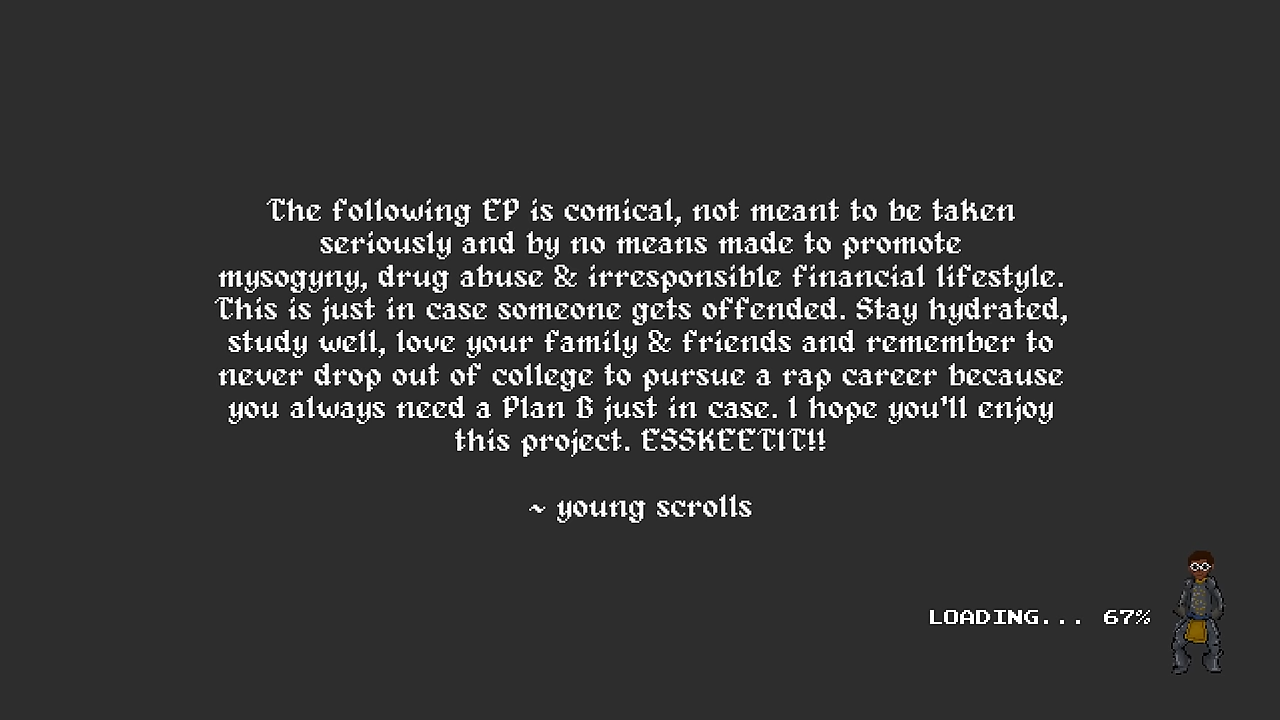 The following EP is comical, not meant to be taken
seriously and by no means made to promote
mysogyny, drug abuse & irresponsible financial lifestyle.
This is just in case someone gets offended. Stay hydrated,
study well, love your family & friends and remember to
never drop out of college to pursue a rap career because
you always need a Plan B just in case. I hope you'll enjoy
this project. ESSKEETIT!!
~ young scrolls
LOADING... 67%